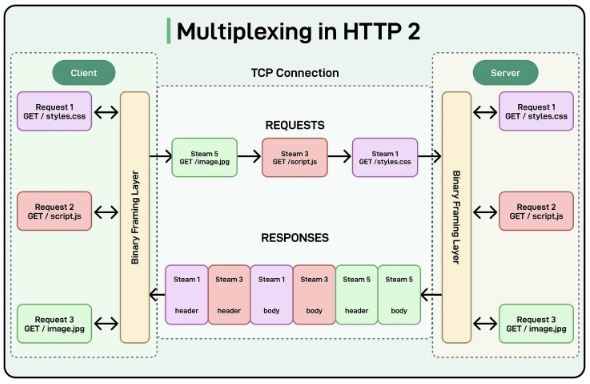 Multiplexing in HTTP 2
Client
TCP Connection
Server
Request 1
GET / styles.css
Request 2
GET / script.js
Request 3
GET / image.jpg
Binary Framing Layer
REQUESTS
Steam 5
GET /image.jpg
Steam 3
GET /script.js
Steam 1
GET /styles.css
RESPONSES
Steam 1
header
Steam 3
header
Steam 1
body
Steam 3
body
Steam 5
header
Steam 5
body
Binary Framing Layer
Request 1
GET / styles.css
Request 2
GET / script.js
Request 3
GET / image.jpg